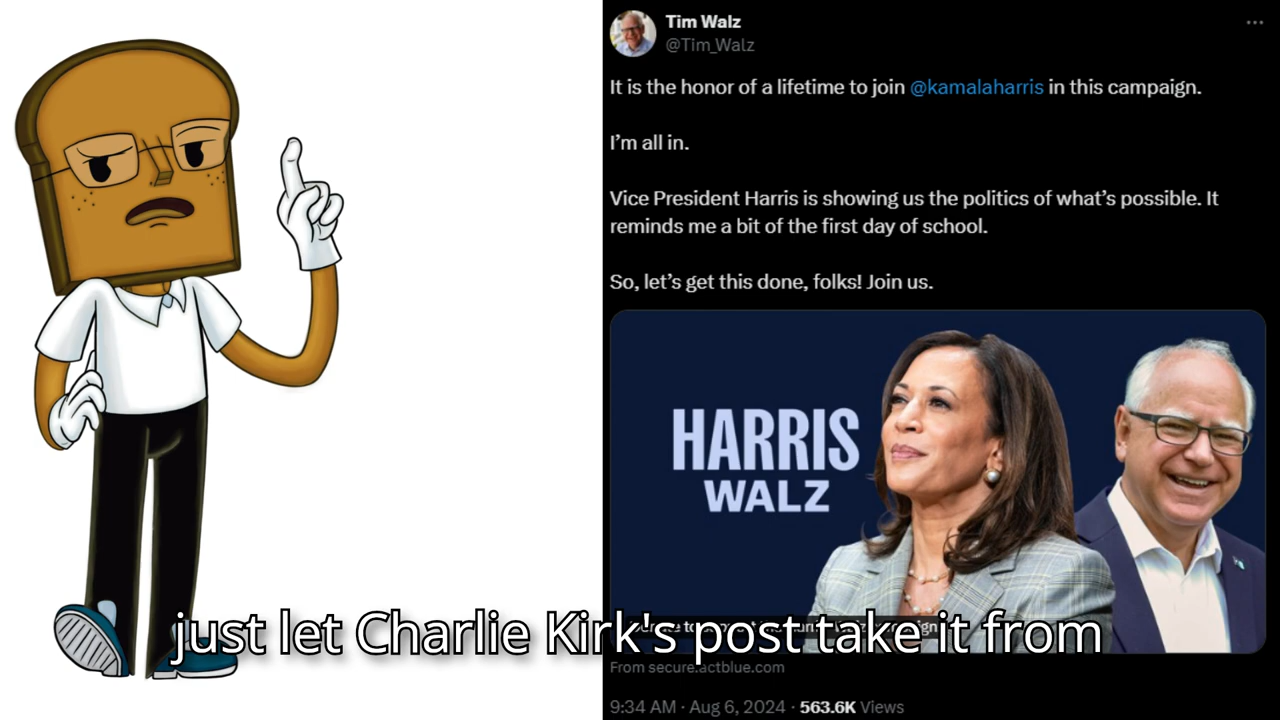 Tim Walz
@Tim_Walz
It is the honor of a lifetime to join @kamalaharris in this campaign.
I’m all in.
Vice President Harris is showing us the politics of what’s possible. It
reminds me a bit of the first day of school.
So, let’s get this done, folks! Join us.
HARRIS
WALZ
just let Charlie Kirk's post take it from
From secure.actblue.com
9:34 AM · Aug 6, 2024 · 563.6K Views